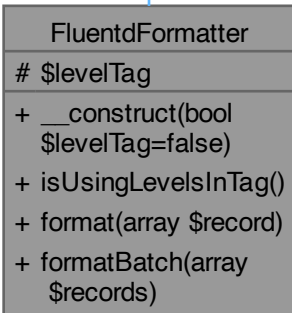 FluentdFormatter
# $levelTag
+ __construct(bool
$levelTag=false)
+ isUsingLevelsInTag()
+ format(array $record)
+ formatBatch(array
$records)